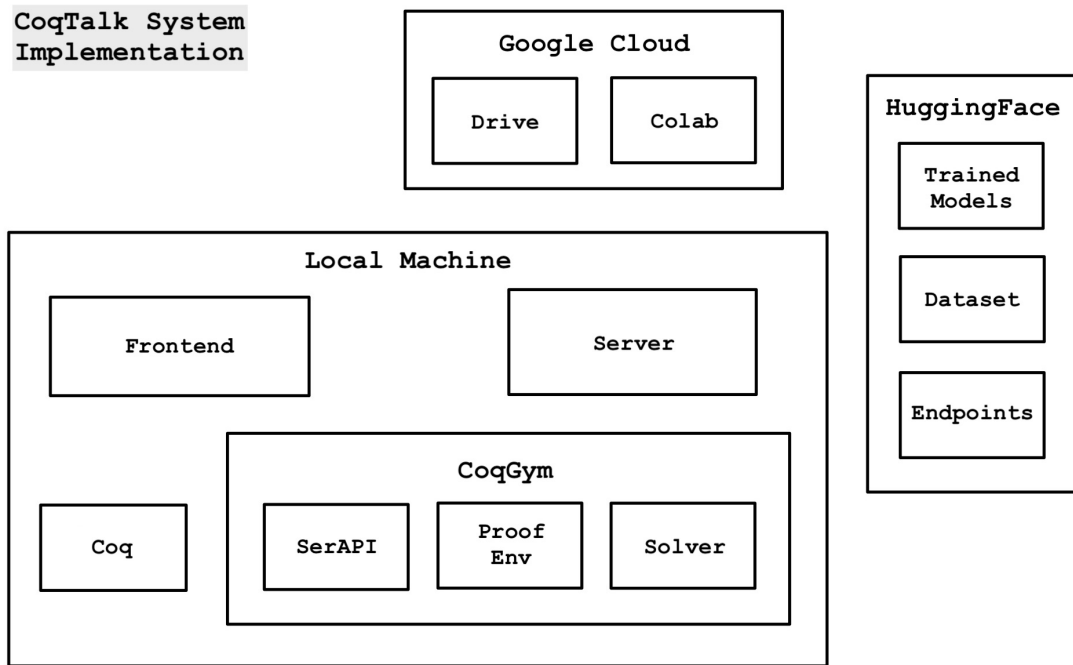 CoqTalk System
Implementation
Google Cloud
Drive
Colab
HuggingFace
Trained
Models
Dataset
Endpoints
Local Machine
Frontend
Server
CoqGym
Coq
SerAPI
Proof
Env
Solver